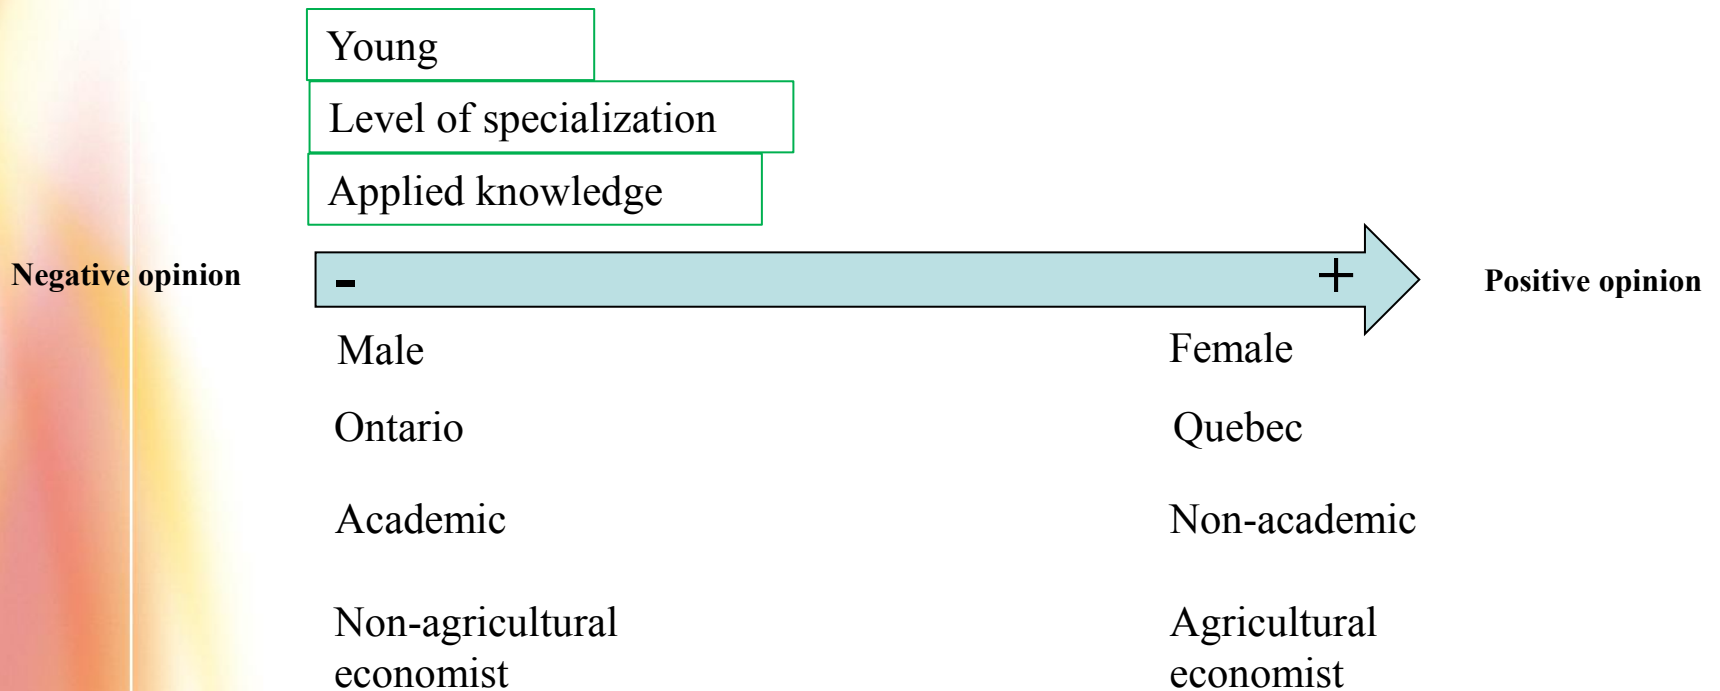 Young
Level of specialization
Applied knowledge
Negative opinion
-
+
Positive opinion
Male
Female
Ontario
Quebec
Academic
Non-academic
Non-agricultural
economist
Agricultural
economist